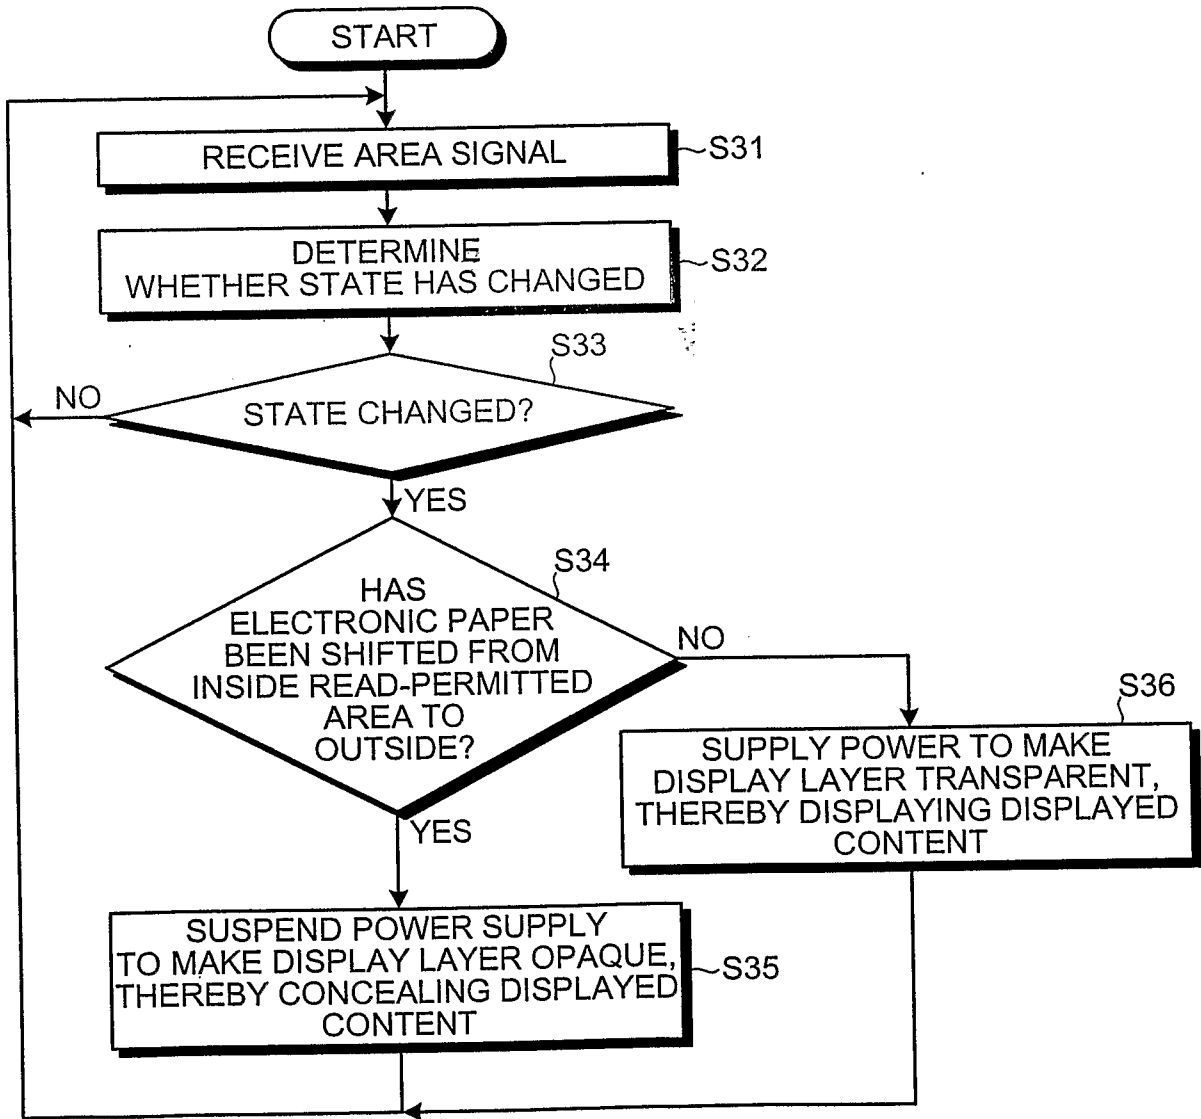 START
RECEIVE AREA SIGNAL
S31
DETERMINE
WHETHER STATE HAS CHANGED
S32
S33
STATE CHANGED?
NO
YES
S34
HAS
ELECTRONIC PAPER
BEEN SHIFTED FROM
INSIDE READ-PERMITTED
AREA TO
OUTSIDE?
NO
YES
S36
SUPPLY POWER TO MAKE
DISPLAY LAYER TRANSPARENT,
THEREBY DISPLAYING DISPLAYED
CONTENT
SUSPEND POWER SUPPLY
TO MAKE DISPLAY LAYER OPAQUE,
THEREBY CONCEALING DISPLAYED
CONTENT
S35